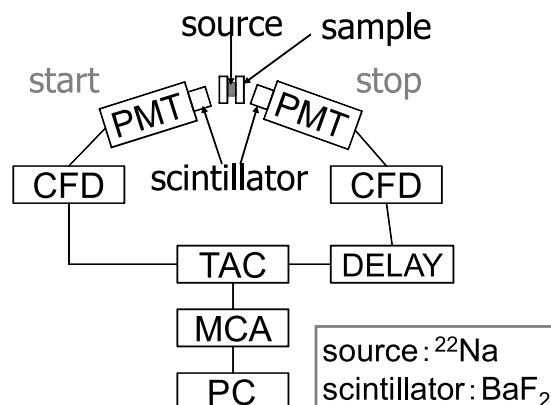 source
sample
start
stop
PMT
PMT
scintillator
CFD
CFD
TAC
DELAY
MCA
PC
source : ²²Na
scintillator : BaF₂